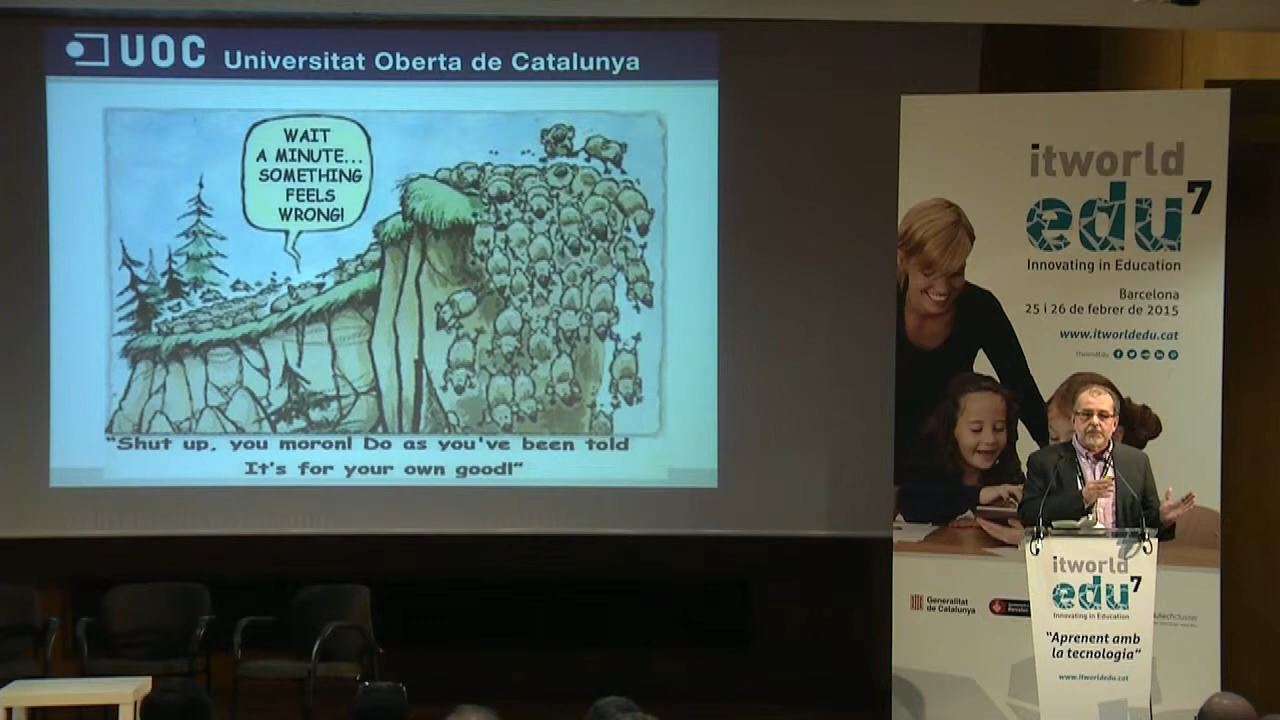 UOC Universitat Oberta de Catalunya
WAIT
A MINUTE...
SOMETHING
FEELS
WRONG!
"Shut up, you moron! Do as you've been told
It's for your own good!"
itworld
edu7
Innovating in Education
Barcelona
25 i 26 de febrer de 2015
www.itworldedu.cat
Generalitat
de Catalunya
itworld
edu7
Innovating in Education
"Aprenent amb
la tecnologia"
www.itworldedu.cat